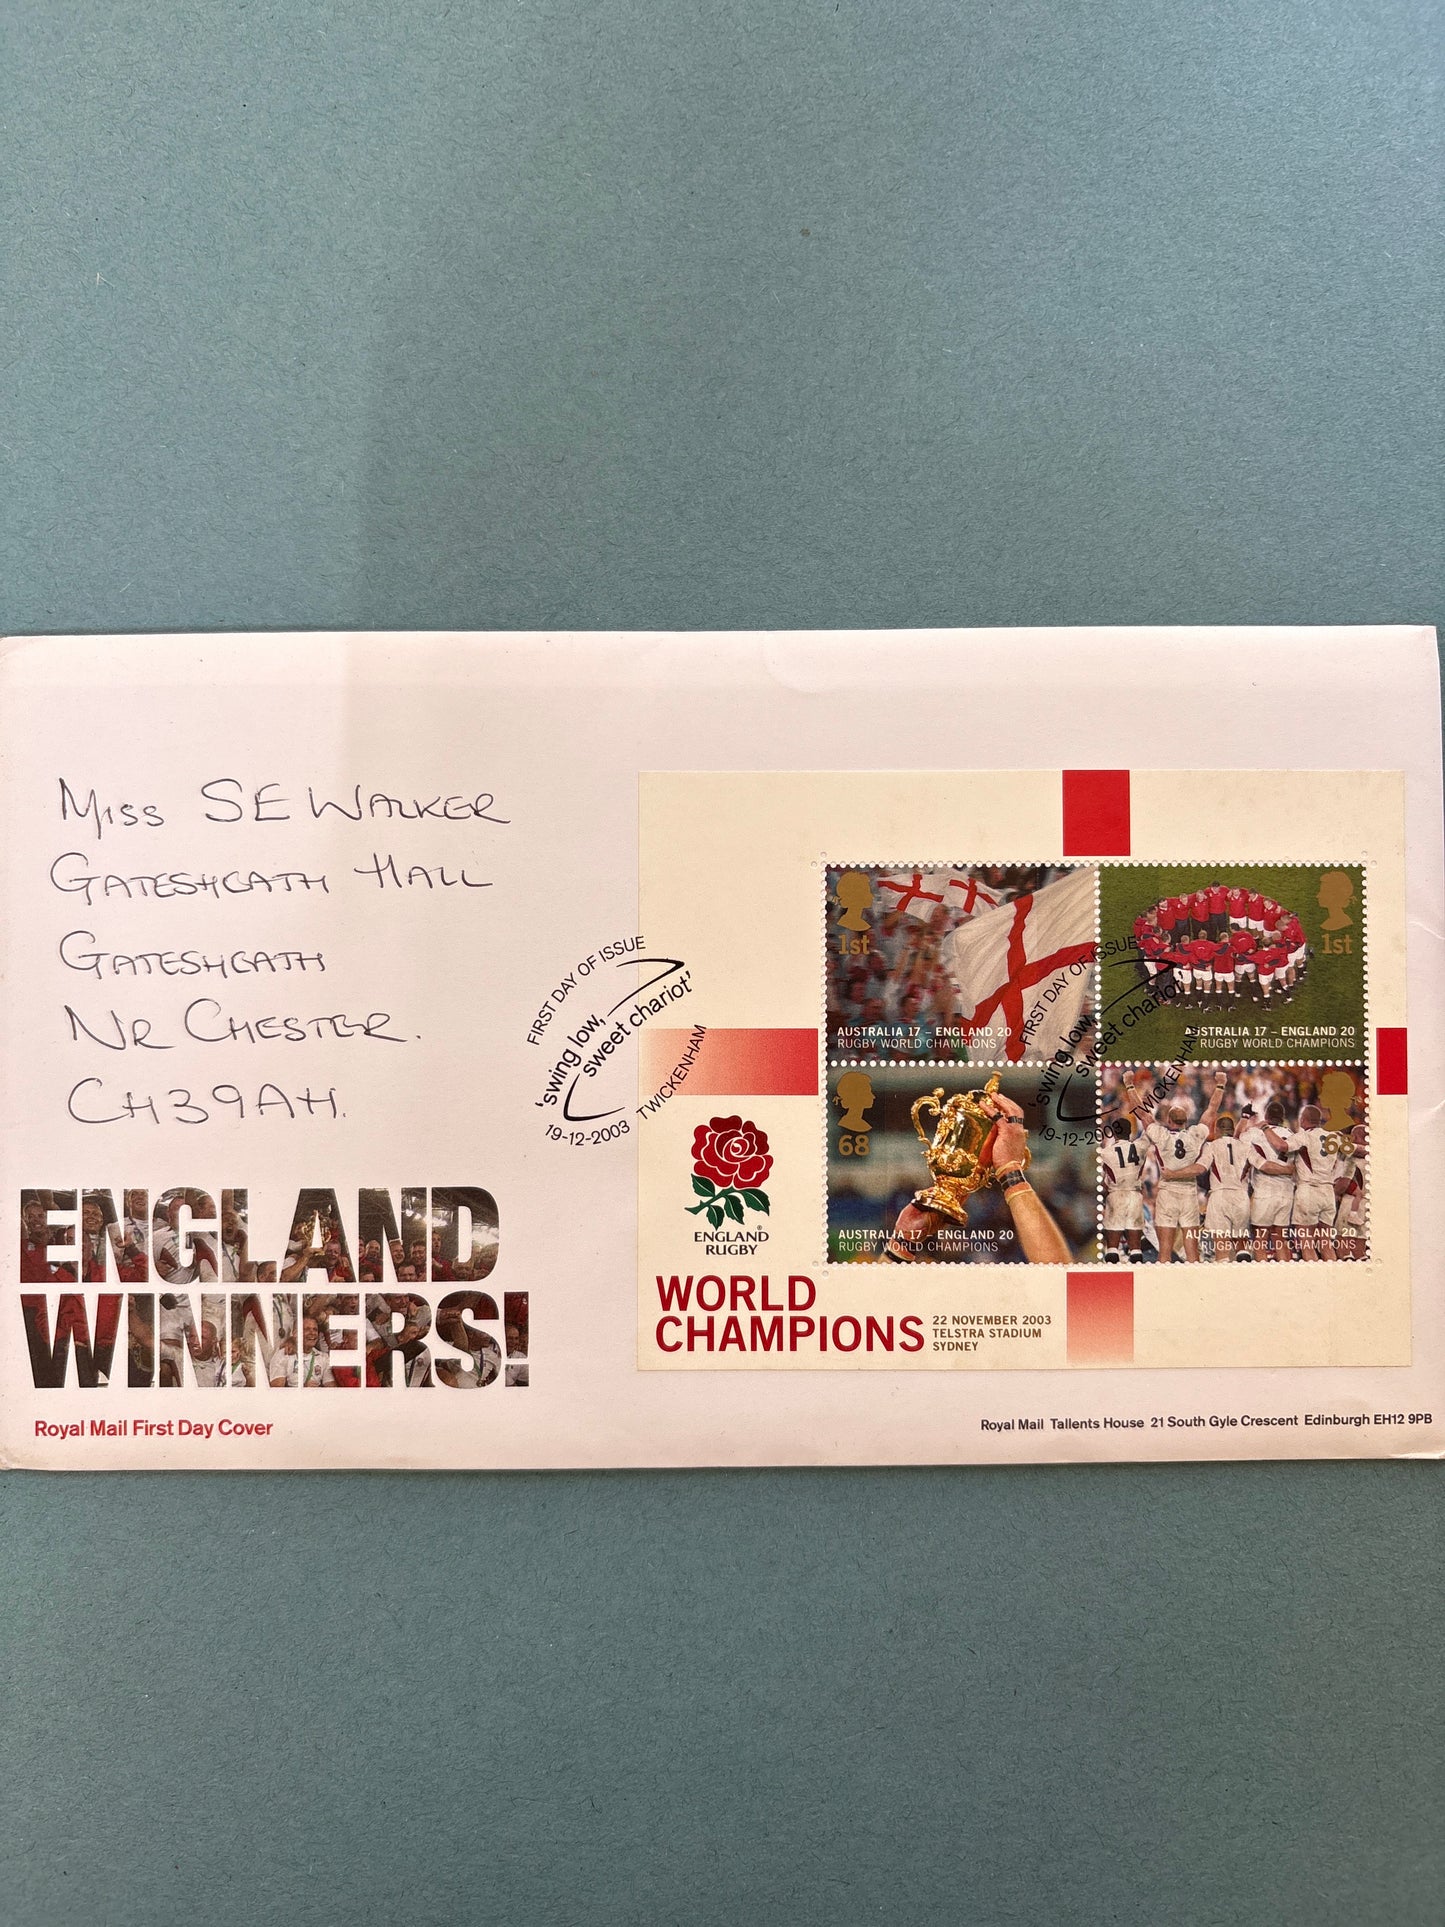 Miss SE WALKER
GATESHEATH HALL
GATESHEATH
NR CHESTER.
CH3 9AH.
ENGLAND
WINNERS!
Royal Mail First Day Cover
FIRST DAY OF ISSUE
'swing low,
sweet chariot'
TWICKENHAM
19-12-2003
1st
AUSTRALIA 17 – ENGLAND 20
RUGBY WORLD CHAMPIONS
1st
AUSTRALIA 17 – ENGLAND 20
RUGBY WORLD CHAMPIONS
FIRST DAY OF ISSUE
'swing low,
sweet chariot'
TWICKENHAM
19-12-2003
68
AUSTRALIA 17 – ENGLAND 20
RUGBY WORLD CHAMPIONS
68
14
8
1
AUSTRALIA 17 – ENGLAND 20
RUGBY WORLD CHAMPIONS
ENGLAND®
RUGBY
WORLD
CHAMPIONS
22 NOVEMBER 2003
TELSTRA STADIUM
SYDNEY
Royal Mail Tallents House 21 South Gyle Crescent Edinburgh EH12 9PB